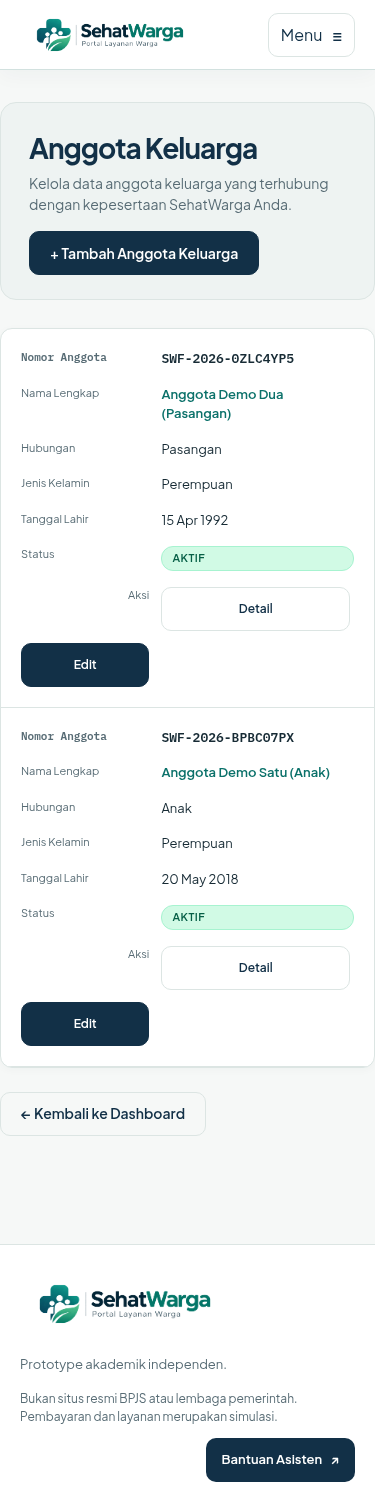 SehatWarga
Portal Layanan Warga
Menu ≡
Anggota Keluarga
Kelola data anggota keluarga yang terhubung
dengan kepesertaan SehatWarga Anda.
+ Tambah Anggota Keluarga
Nomor Anggota SWF-2026-0ZLC4YP5
Nama Lengkap Anggota Demo Dua
(Pasangan)
Hubungan Pasangan
Jenis Kelamin Perempuan
Tanggal Lahir 15 Apr 1992
Status AKTIF
Aksi Detail
Edit
Nomor Anggota SWF-2026-BPBC07PX
Nama Lengkap Anggota Demo Satu (Anak)
Hubungan Anak
Jenis Kelamin Perempuan
Tanggal Lahir 20 May 2018
Status AKTIF
Aksi Detail
Edit
← Kembali ke Dashboard
SehatWarga
Portal Layanan Warga
Prototype akademik independen.
Bukan situs resmi BPJS atau lembaga pemerintah.
Pembayaran dan layanan merupakan simulasi.
Bantuan Asisten ↗